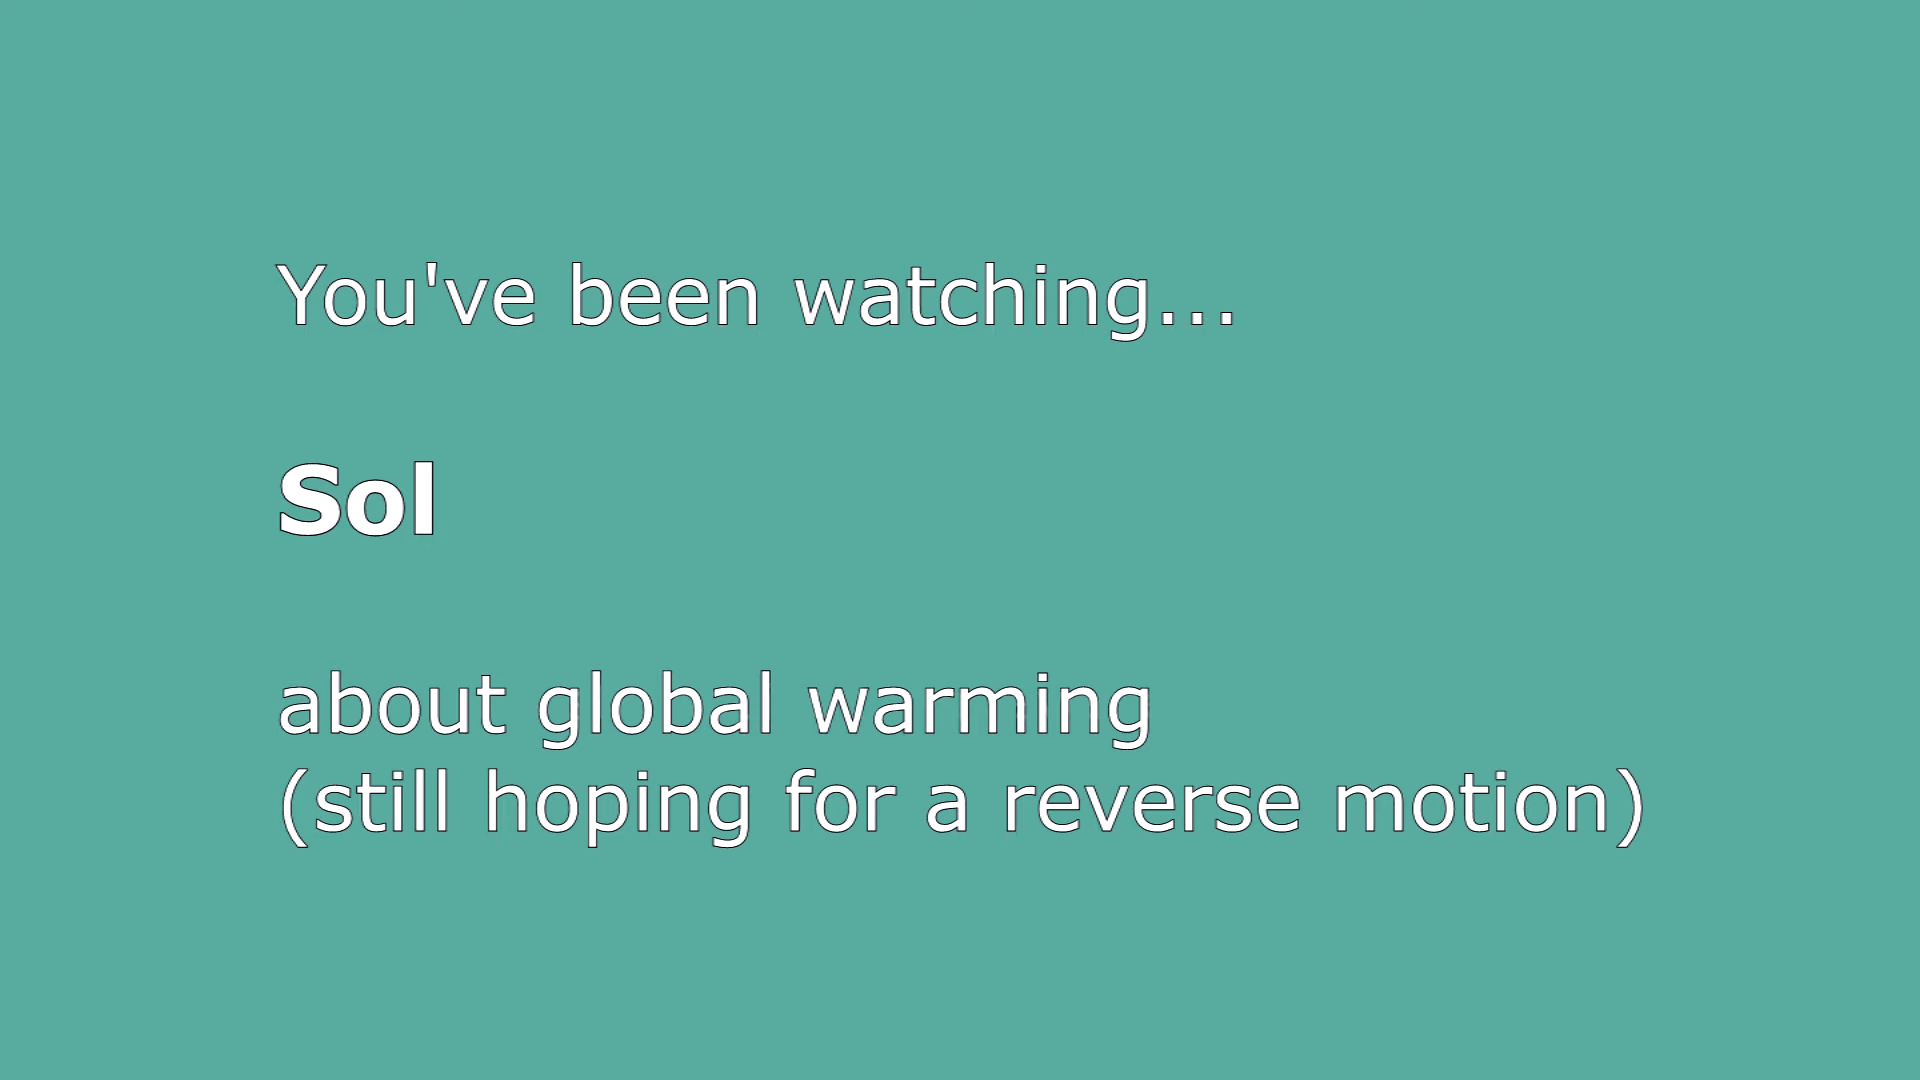 You've been watching...
Sol
about global warming
(still hoping for a reverse motion)